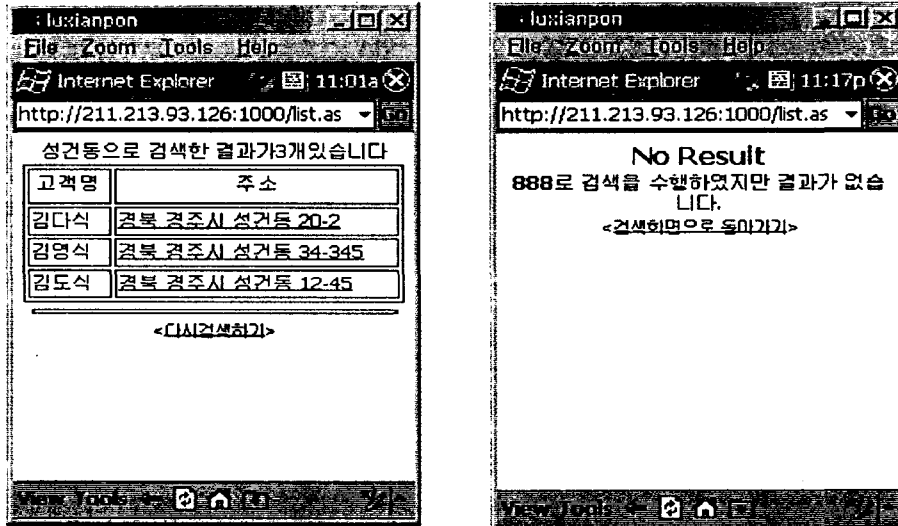 luxianpon
File Zoom Tools Help
Internet Explorer 11:01a
http://211.213.93.126:1000/list.as Go
성건동으로 검색한 결과가3개있습니다
고객명 주소
김다식 경북 경주시 성건동 20-2
김영식 경북 경주시 성건동 34-345
김도식 경북 경주시 성건동 12-45
<다시검색하기>
View Tools
luxianpon
File Zoom Tools Help
Internet Explorer 11:17p
http://211.213.93.126:1000/list.as Go
No Result
888로 검색을 수행하였지만 결과가 없습
니다.
<검색화면으로 돌아가기>
View Tools